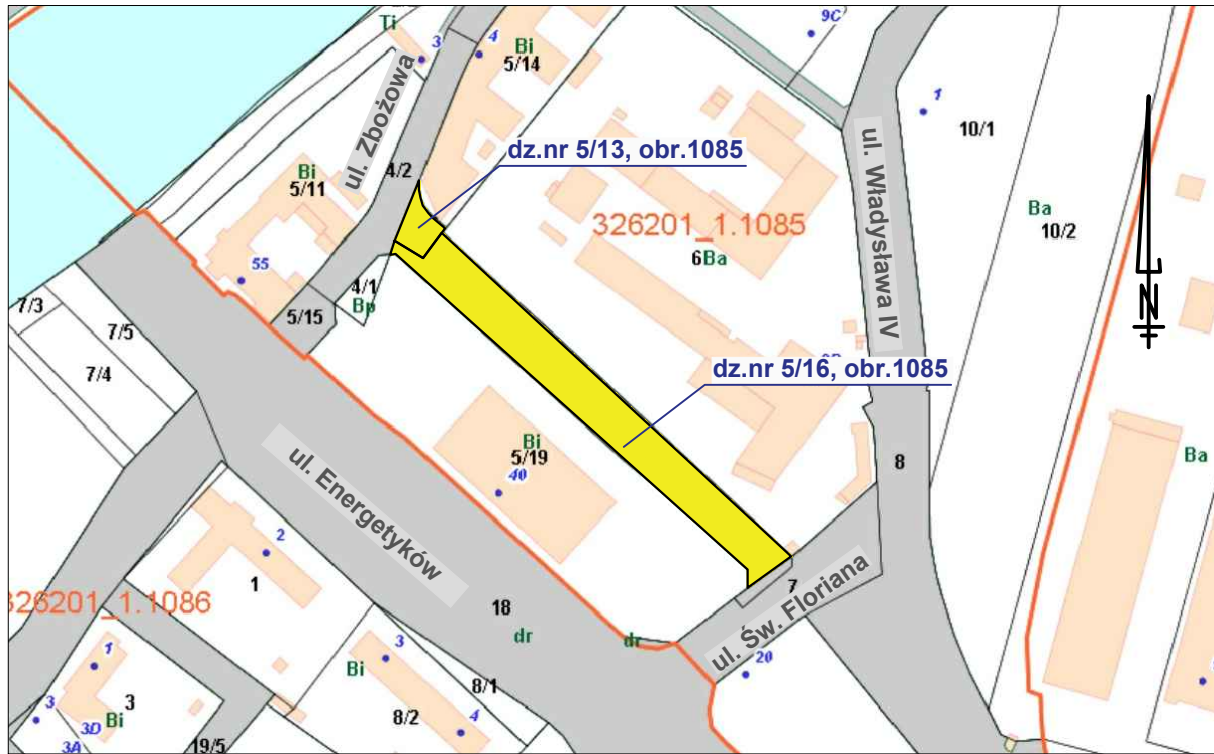 Ti
3
4
Bi
5/14
9C
1
10/1
ul. Zbożowa
dz.nr 5/13, obr.1085
4/2
Bi
5/11
ul. Władysława IV
326201_1.1085
6Ba
Ba
10/2
55
4/1
Bp
5/15
7/3
7/5
7/4
N
dz.nr 5/16, obr.1085
Bi
5/19
40
8
Ba
ul. Energetyków
2
1
7
ul. Św. Floriana
326201_1.1086
18
dr
dr
20
1
3
Bi
8/1
3
3
3D
Bi
3A
8/2
4
19/5